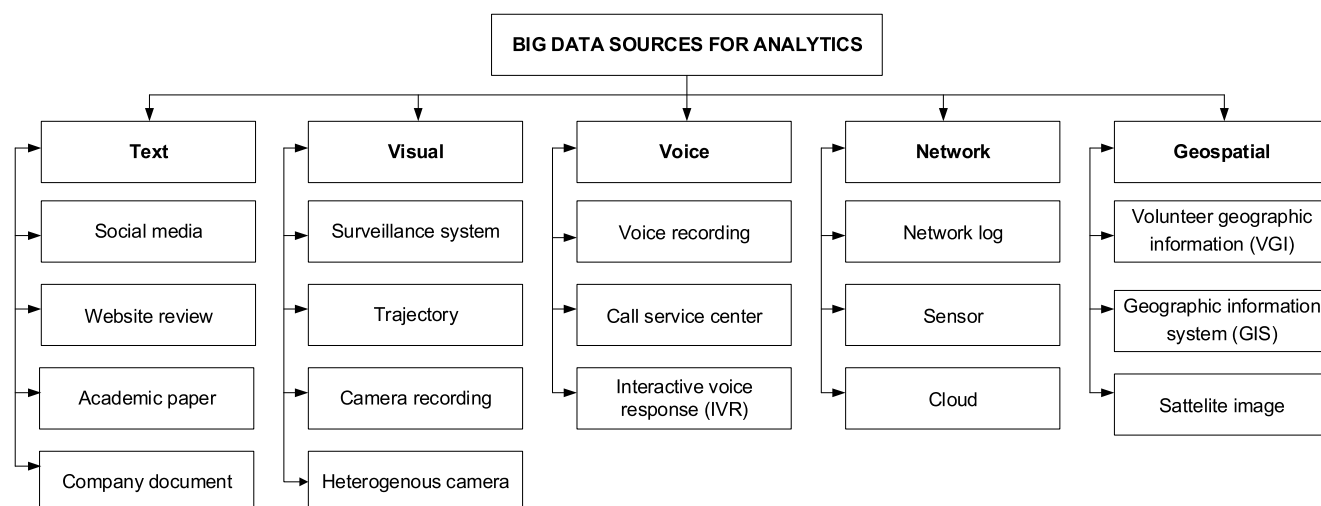 BIG DATA SOURCES FOR ANALYTICS
Text
Social media
Website review
Academic paper
Company document
Visual
Surveillance system
Trajectory
Camera recording
Heterogenous camera
Voice
Voice recording
Call service center
Interactive voice
response (IVR)
Network
Network log
Sensor
Cloud
Geospatial
Volunteer geographic
information (VGI)
Geographic information
system (GIS)
Sattelite image